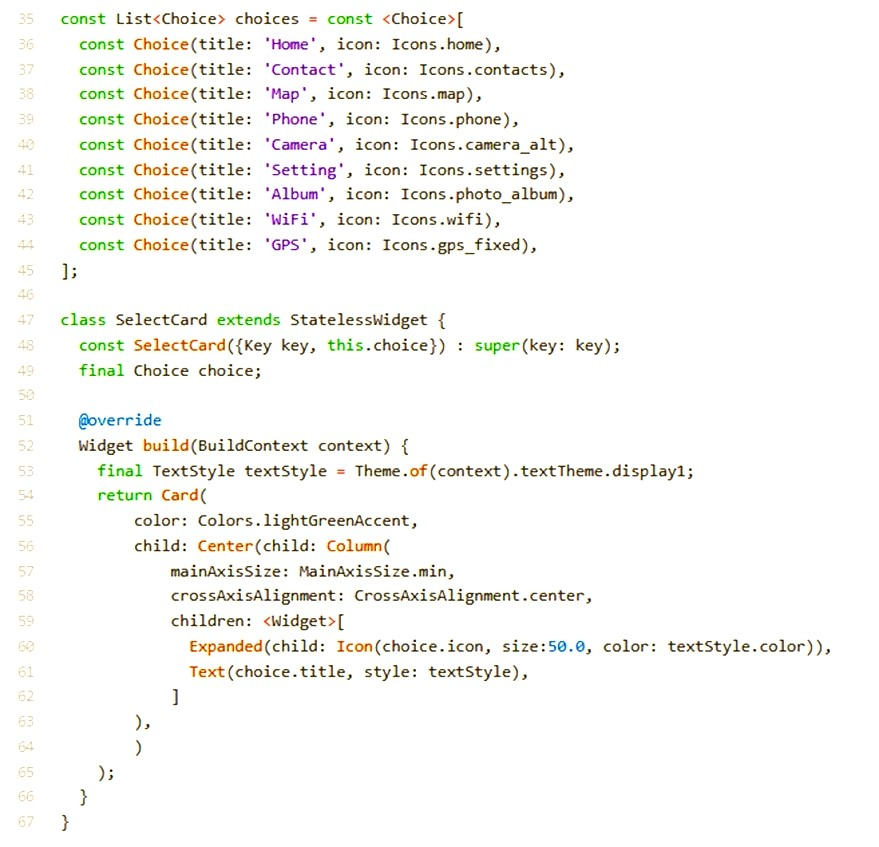 35 const List<Choice> choices = const <Choice>[
36 const Choice(title: 'Home', icon: Icons.home),
37 const Choice(title: 'Contact', icon: Icons.contacts),
38 const Choice(title: 'Map', icon: Icons.map),
39 const Choice(title: 'Phone', icon: Icons.phone),
40 const Choice(title: 'Camera', icon: Icons.camera_alt),
41 const Choice(title: 'Setting', icon: Icons.settings),
42 const Choice(title: 'Album', icon: Icons.photo_album),
43 const Choice(title: 'WiFi', icon: Icons.wifi),
44 const Choice(title: 'GPS', icon: Icons.gps_fixed),
45 ];
46
47 class SelectCard extends StatelessWidget {
48 const SelectCard({Key key, this.choice}) : super(key: key);
49 final Choice choice;
50
51 @override
52 Widget build(BuildContext context) {
53 final TextStyle textStyle = Theme.of(context).textTheme.display1;
54 return Card(
55 color: Colors.lightGreenAccent,
56 child: Center(child: Column(
57 mainAxisSize: MainAxisSize.min,
58 crossAxisAlignment: CrossAxisAlignment.center,
59 children: <Widget>[
60 Expanded(child: Icon(choice.icon, size:50.0, color: textStyle.color)),
61 Text(choice.title, style: textStyle),
62 ]
63 ),
64 )
65 );
66 }
67 }